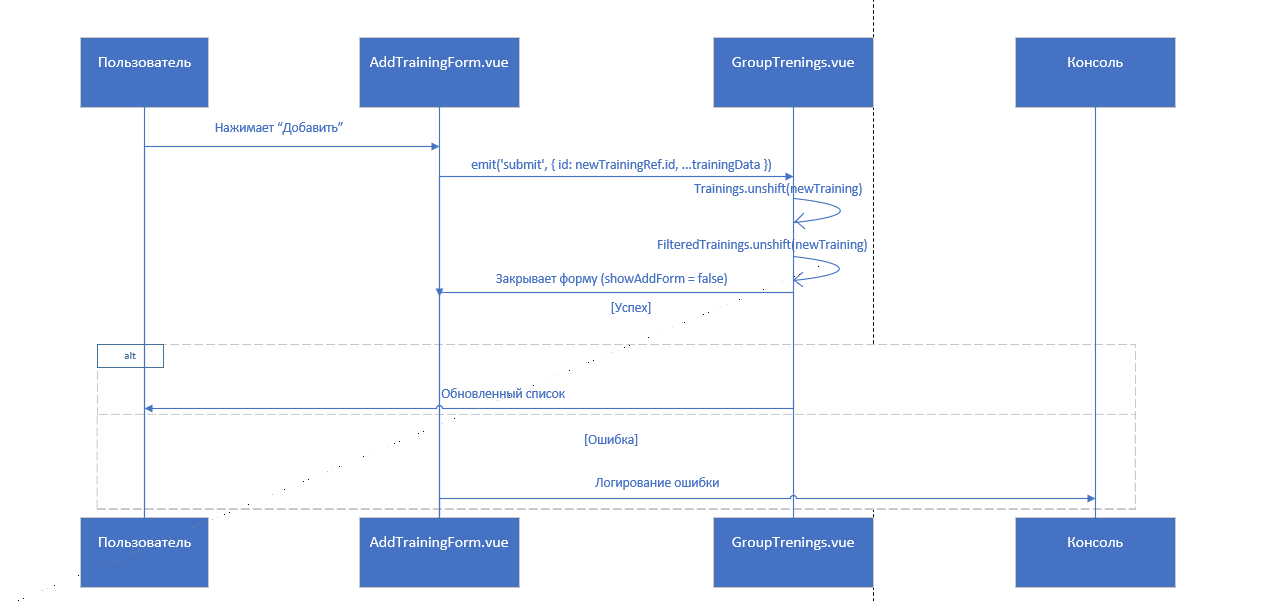 Пользователь
AddTrainingForm.vue
GroupTrenings.vue
Консоль
Нажимает “Добавить”
emit('submit', { id: newTrainingRef.id, ...trainingData })
Trainings.unshift(newTraining)
FilteredTrainings.unshift(newTraining)
Закрывает форму (showAddForm = false)
[Успех]
alt
Обновленный список
[Ошибка]
Логирование ошибки
Пользователь
AddTrainingForm.vue
GroupTrenings.vue
Консоль